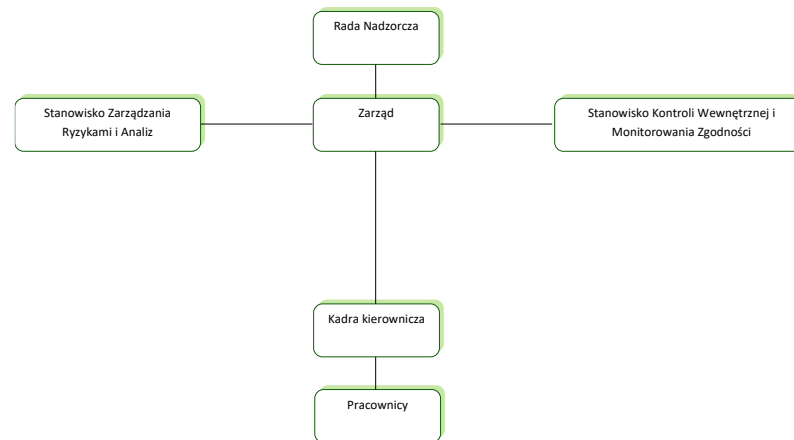 Rada Nadzorcza
Stanowisko Zarządzania
Ryzykami i Analiz
Zarząd
Stanowisko Kontroli Wewnętrznej i
Monitorowania Zgodności
Kadra kierownicza
Pracownicy